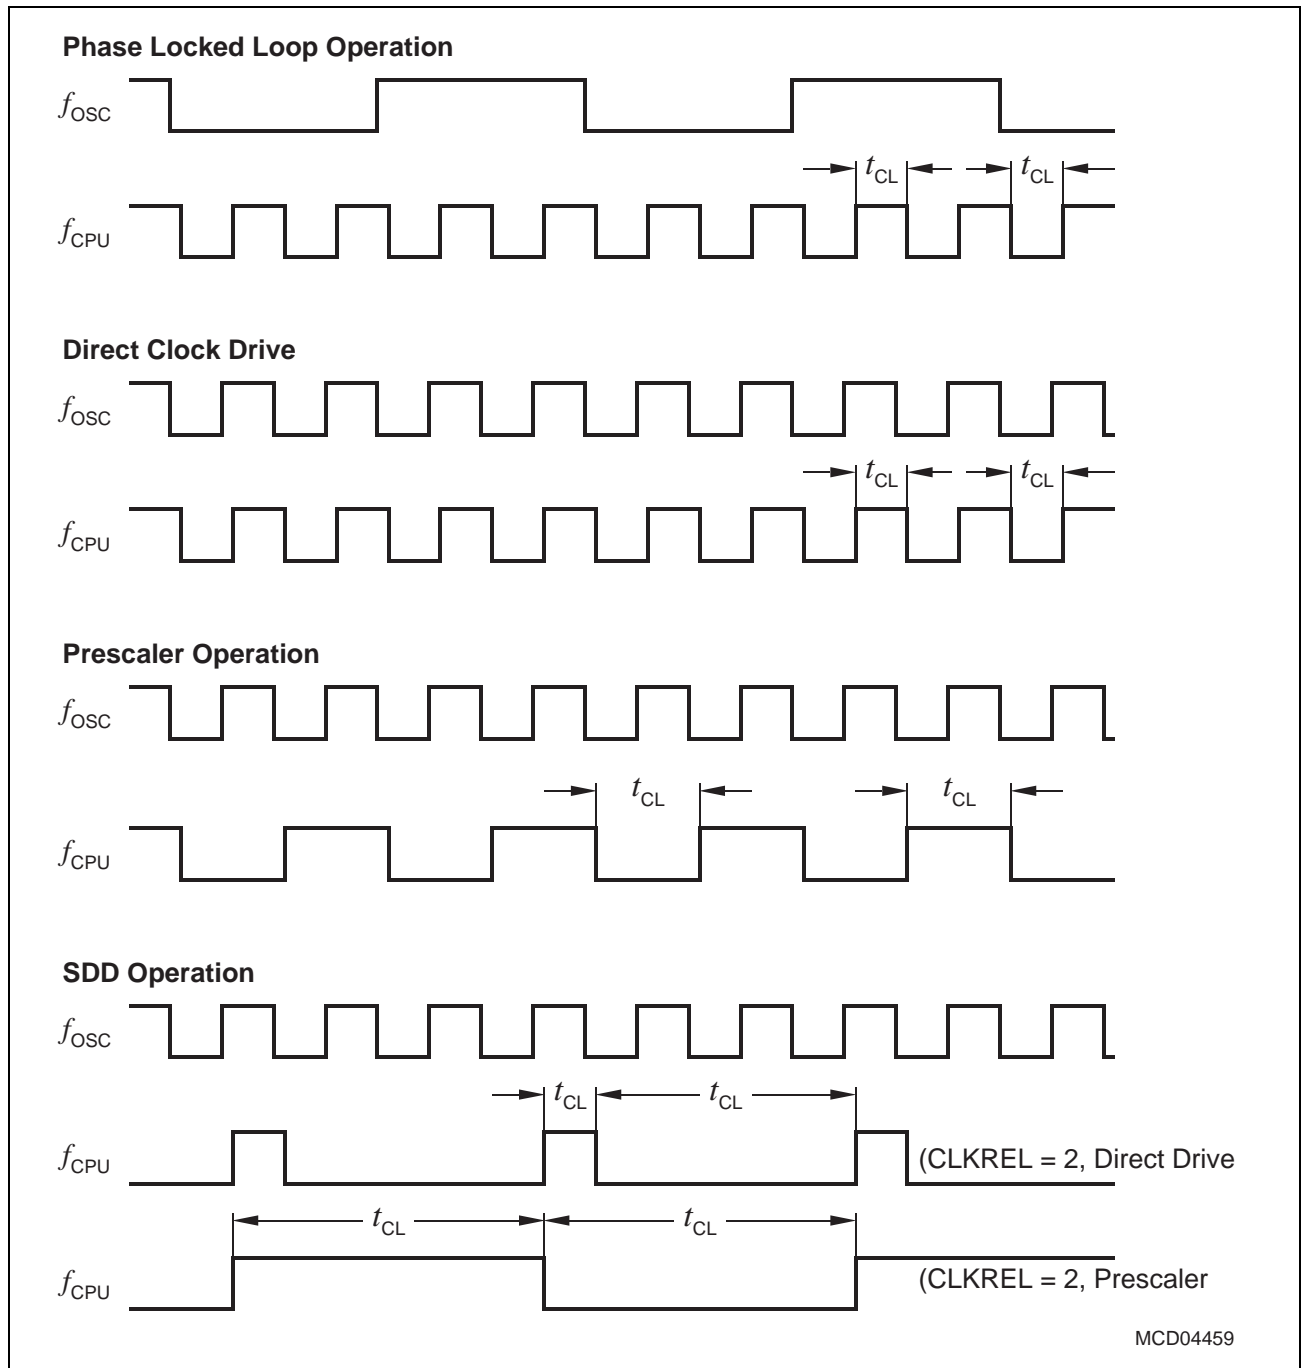 Phase Locked Loop Operation
fOSC
tCL tCL
fCPU
Direct Clock Drive
fOSC
tCL tCL
fCPU
Prescaler Operation
fOSC
tCL tCL
fCPU
SDD Operation
fOSC
tCL tCL
fCPU (CLKREL = 2, Direct Drive
tCL tCL
fCPU (CLKREL = 2, Prescaler
MCD04459